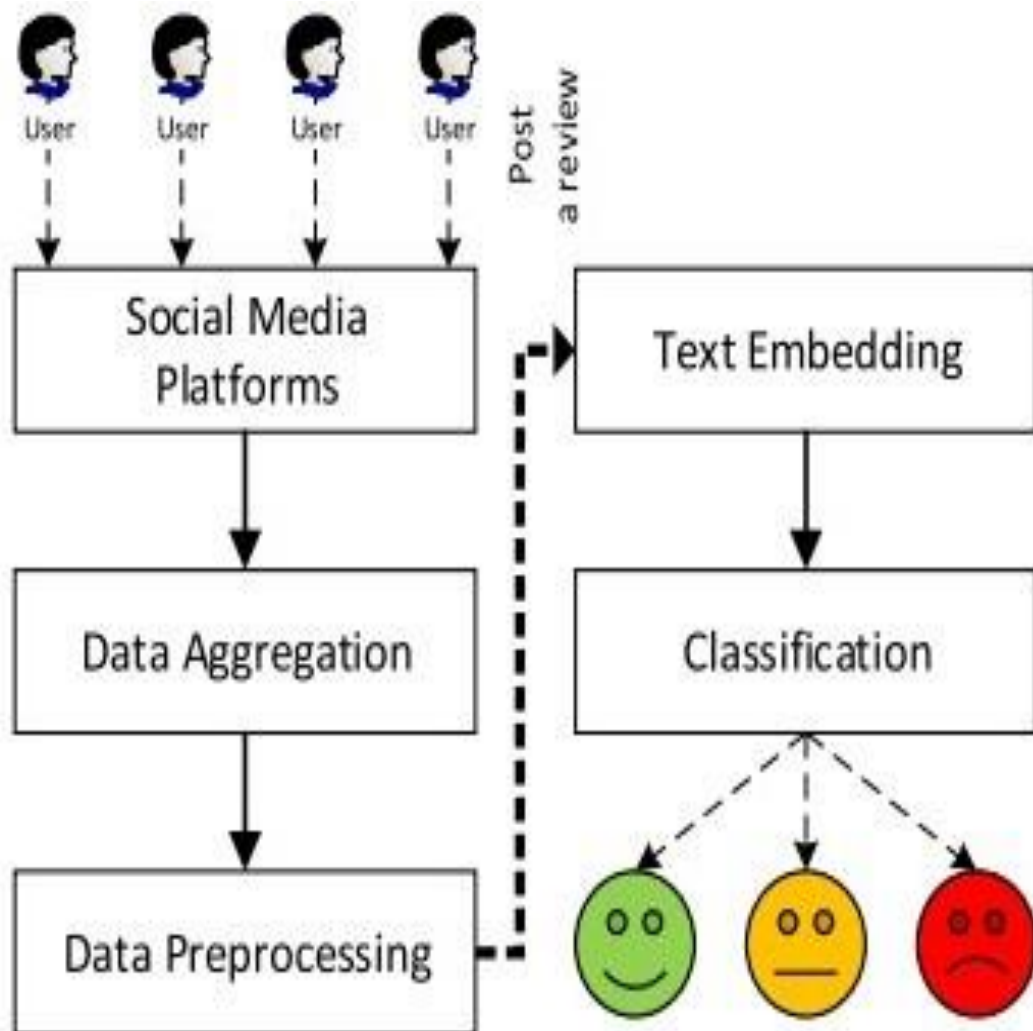 User
User
User
User
Post
a review
Social Media
Platforms
Text Embedding
Data Aggregation
Classification
Data Preprocessing